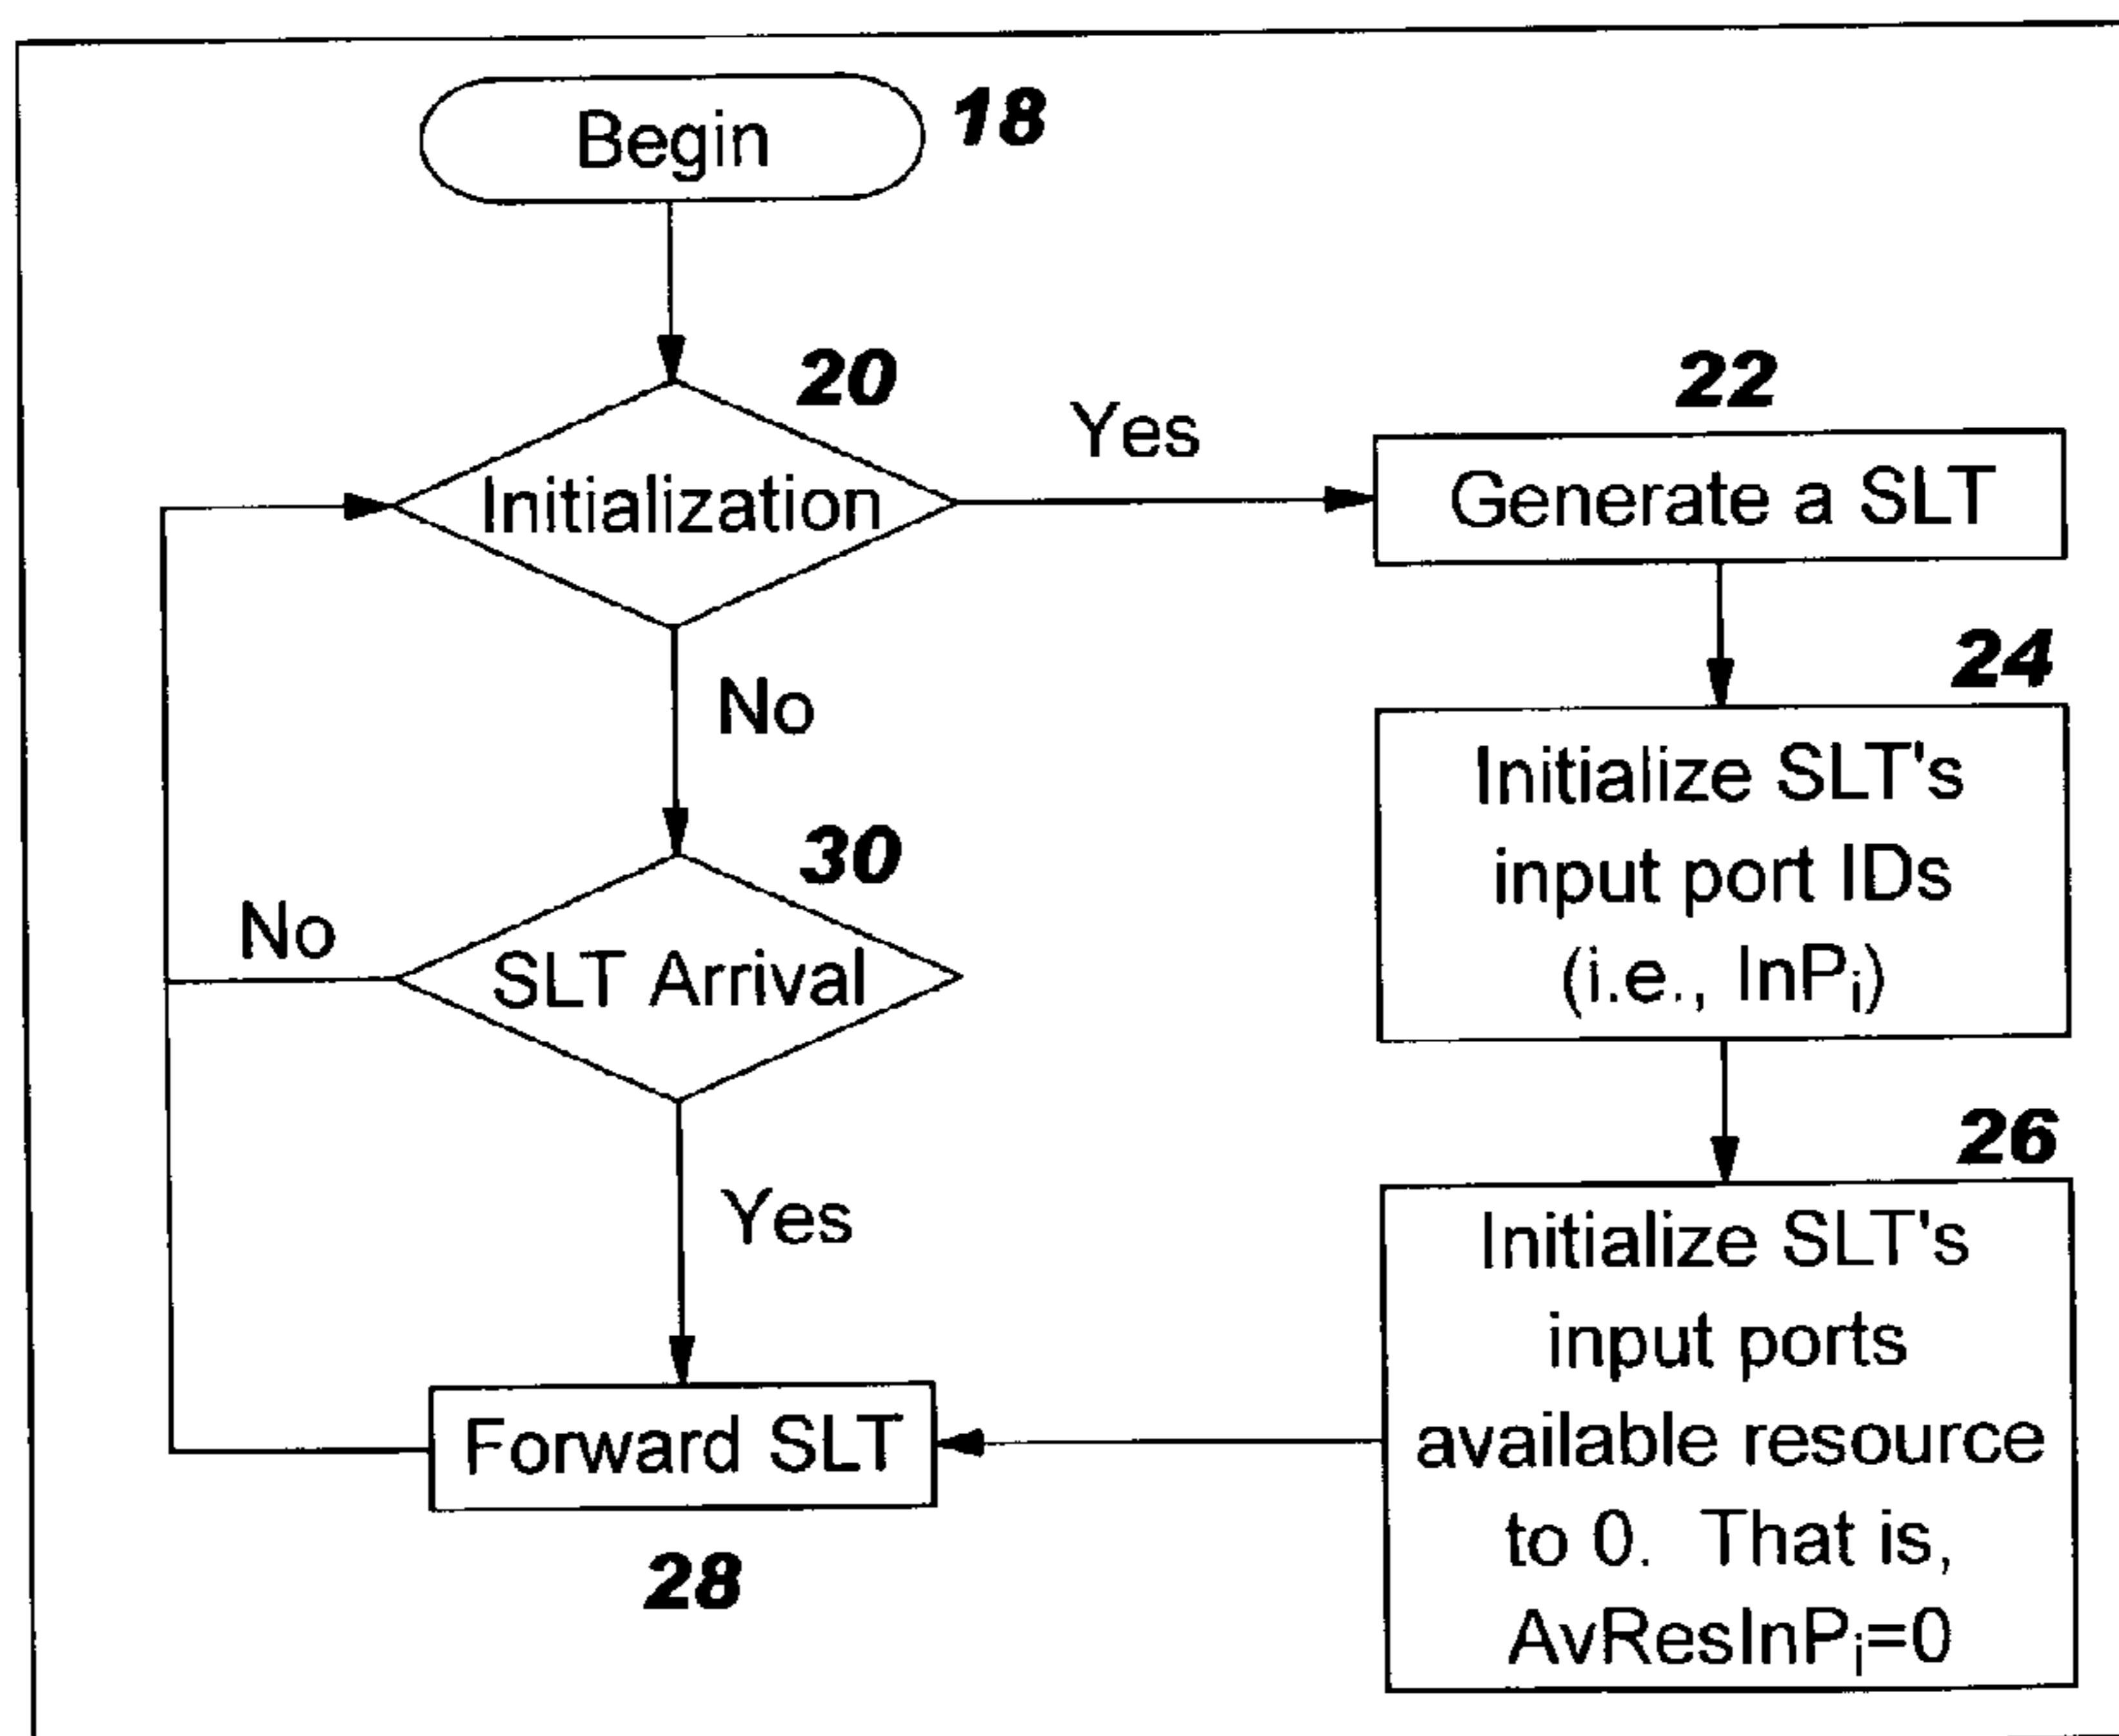 Begin
18
20
Initialization
Yes
22
Generate a SLT
24
Initialize SLT's
input port IDs
(i.e., InPᵢ)
No
30
SLT Arrival
No
Yes
26
Initialize SLT's
input ports
available resource
to 0. That is,
AvResInPᵢ=0
Forward SLT
28